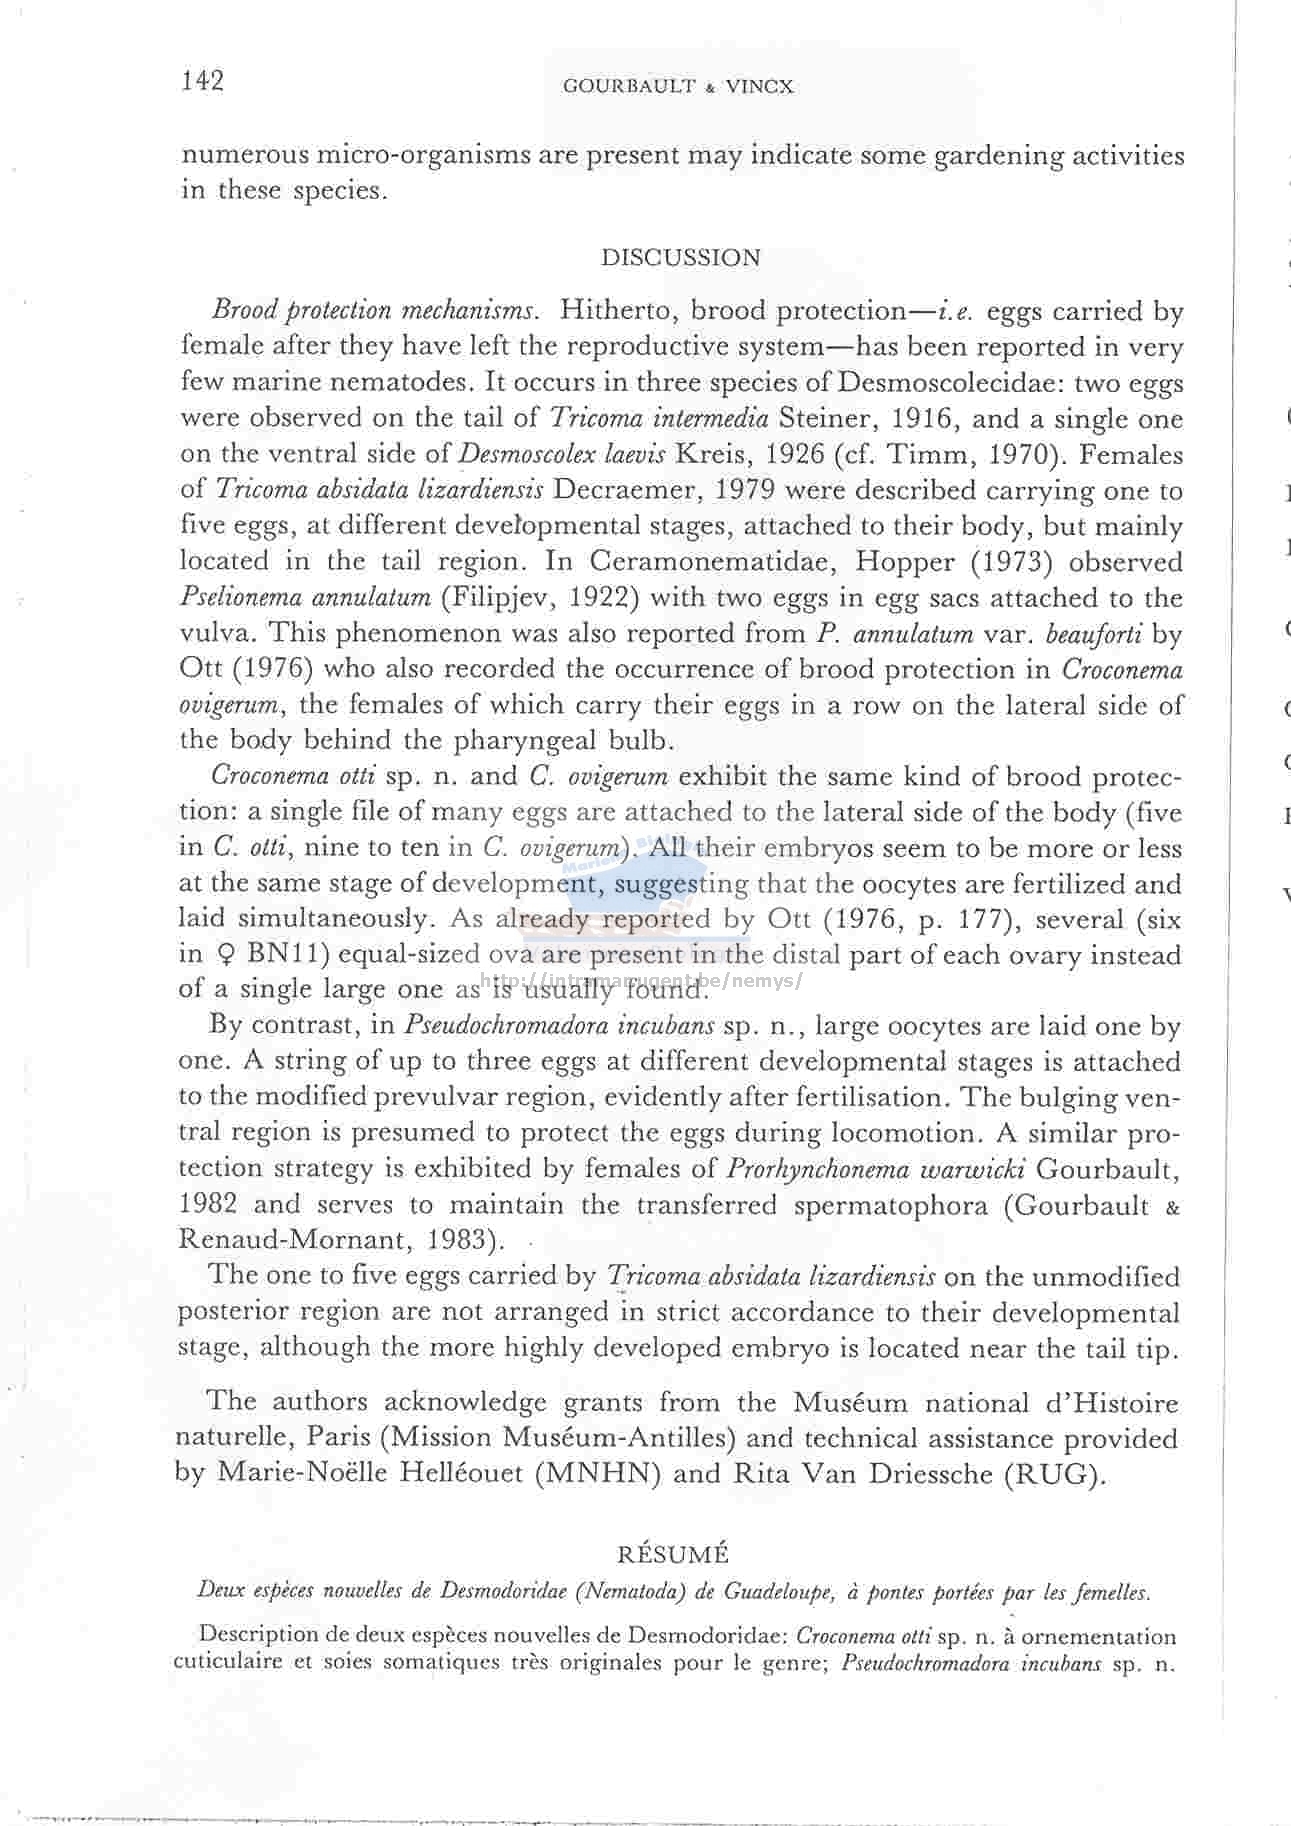 142
GOURBAULT & VINCX
numerous micro-organisms are present may indicate some gardening activities
in these species.
DISCUSSION
Brood protection mechanisms. Hitherto, brood protection—i.e. eggs carried by
female after they have left the reproductive system—has been reported in very
few marine nematodes. It occurs in three species of Desmoscolecidae: two eggs
were observed on the tail of Tricoma intermedia Steiner, 1916, and a single one
on the ventral side of Desmoscolex laevis Kreis, 1926 (cf. Timm, 1970). Females
of Tricoma absidata lizardiensis Decraemer, 1979 were described carrying one to
five eggs, at different developmental stages, attached to their body, but mainly
located in the tail region. In Ceramonematidae, Hopper (1973) observed
Pselionema annulatum (Filipjev, 1922) with two eggs in egg sacs attached to the
vulva. This phenomenon was also reported from P. annulatum var. beauforti by
Ott (1976) who also recorded the occurrence of brood protection in Croconema
ovigerum, the females of which carry their eggs in a row on the lateral side of
the body behind the pharyngeal bulb.
Croconema otti sp. n. and C. ovigerum exhibit the same kind of brood protec-
tion: a single file of many eggs are attached to the lateral side of the body (five
in C. otti, nine to ten in C. ovigerum). All their embryos seem to be more or less
at the same stage of development, suggesting that the oocytes are fertilized and
laid simultaneously. As already reported by Ott (1976, p. 177), several (six
in ♀ BN11) equal-sized ova are present in the distal part of each ovary instead
of a single large one as is usually found.
By contrast, in Pseudochromadora incubans sp. n., large oocytes are laid one by
one. A string of up to three eggs at different developmental stages is attached
to the modified prevulvar region, evidently after fertilisation. The bulging ven-
tral region is presumed to protect the eggs during locomotion. A similar pro-
tection strategy is exhibited by females of Prorhynchonema warwicki Gourbault,
1982 and serves to maintain the transferred spermatophora (Gourbault &
Renaud-Mornant, 1983).
The one to five eggs carried by Tricoma absidata lizardiensis on the unmodified
posterior region are not arranged in strict accordance to their developmental
stage, although the more highly developed embryo is located near the tail tip.
The authors acknowledge grants from the Muséum national d'Histoire
naturelle, Paris (Mission Muséum-Antilles) and technical assistance provided
by Marie-Noëlle Helléouet (MNHN) and Rita Van Driessche (RUG).
RÉSUMÉ
Deux espèces nouvelles de Desmodoridae (Nematoda) de Guadeloupe, à pontes portées par les femelles.
Description de deux espèces nouvelles de Desmodoridae: Croconema otti sp. n. à ornementation
cuticulaire et soies somatiques très originales pour le genre; Pseudochromadora incubans sp. n.